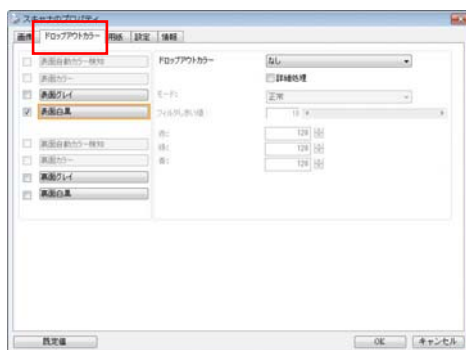 スキャナのプロパティ
画像 ドロップアウトカラー 用紙 設定 情報
表面自動カラー検知
表面カラー
表面グレイ
表面白黒
裏面自動カラー検知
裏面カラー
裏面グレイ
裏面白黒
ドロップアウトカラー なし
詳細処理
モード: 正常
フィルタしきい値: 10
赤: 128
緑: 128
青: 128
既定値 OK キャンセル